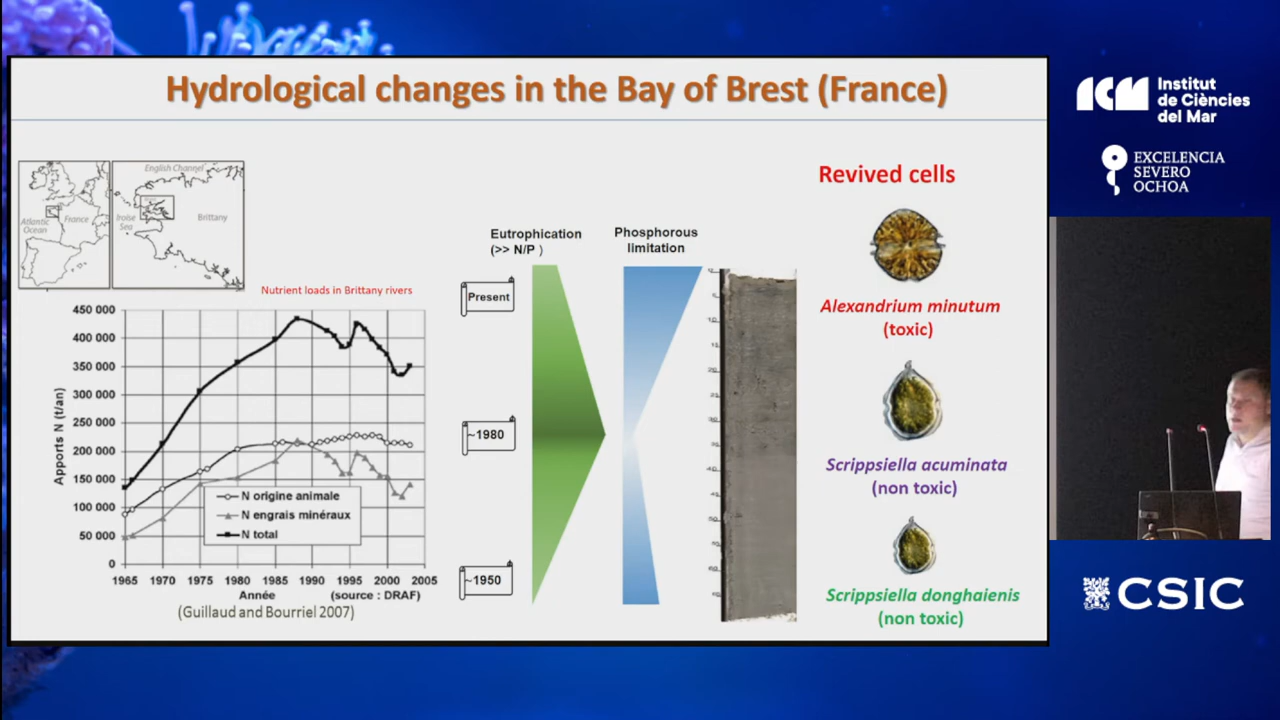 Hydrological changes in the Bay of Brest (France)
English Channel
Atlantic
Ocean
France
Iroise
Sea
Brittany
Nutrient loads in Brittany rivers
450 000
400 000
350 000
300 000
250 000
200 000
150 000
100 000
50 000
0
Apports N (t/an)
N origine animale
N engrais minéraux
N total
1965 1970 1975 1980 1985 1990 1995 2000 2005
Année (source : DRAF)
(Guillaud and Bourriel 2007)
Eutrophication
(>> N/P )
Present
~1980
~1950
Phosphorous
limitation
Revived cells
Alexandrium minutum
(toxic)
Scrippsiella acuminata
(non toxic)
Scrippsiella donghaienis
(non toxic)
ICM
Institut
de Ciències
del Mar
EXCELENCIA
SEVERO
OCHOA
CSIC